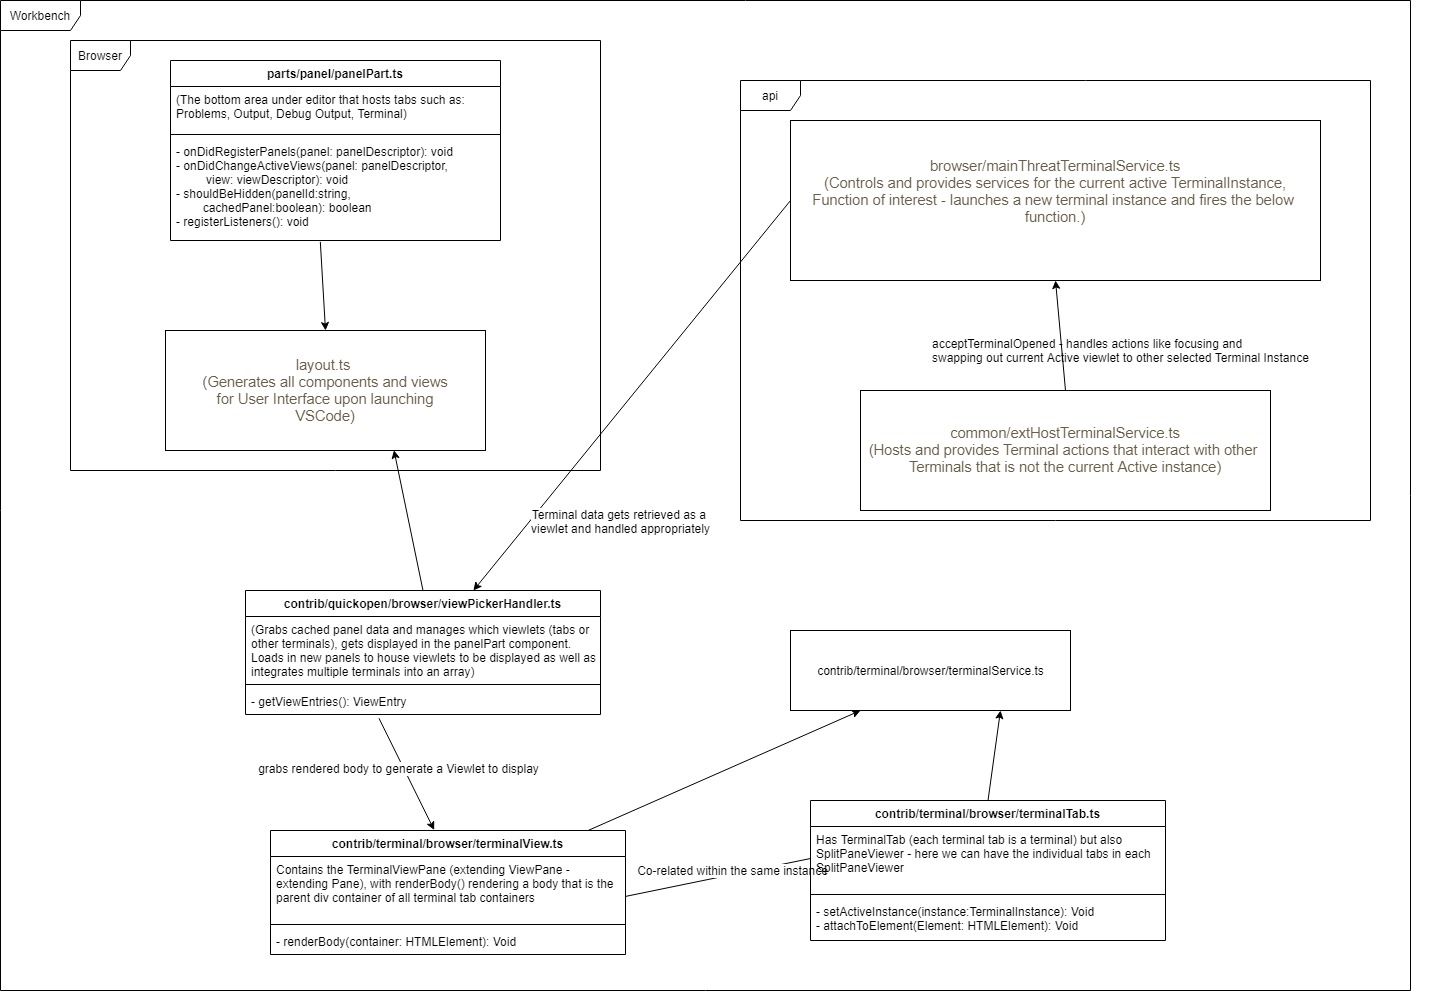 Workbench
Browser
parts/panel/panelPart.ts
(The bottom area under editor that hosts tabs such as:
Problems, Output, Debug Output, Terminal)
- onDidRegisterPanels(panel: panelDescriptor): void
- onDidChangeActiveViews(panel: panelDescriptor,
view: viewDescriptor): void
- shouldBeHidden(panelId:string,
cachedPanel:boolean): boolean
- registerListeners(): void
layout.ts
(Generates all components and views
for User Interface upon launching
VSCode)
api
browser/mainThreatTerminalService.ts
(Controls and provides services for the current active TerminalInstance,
Function of interest - launches a new terminal instance and fires the below
function.)
acceptTerminalOpened - handles actions like focusing and
swapping out current Active viewlet to other selected Terminal Instance
common/extHostTerminalService.ts
(Hosts and provides Terminal actions that interact with other
Terminals that is not the current Active instance)
Terminal data gets retrieved as a
viewlet and handled appropriately
contrib/quickopen/browser/viewPickerHandler.ts
(Grabs cached panel data and manages which viewlets (tabs or
other terminals), gets displayed in the panelPart component.
Loads in new panels to house viewlets to be displayed as well as
integrates multiple terminals into an array)
- getViewEntries(): ViewEntry
grabs rendered body to generate a Viewlet to display
contrib/terminal/browser/terminalService.ts
contrib/terminal/browser/terminalView.ts
Contains the TerminalViewPane (extending ViewPane -
extending Pane), with renderBody() rendering a body that is the
parent div container of all terminal tab containers
- renderBody(container: HTMLElement): Void
Co-related within the same instance
contrib/terminal/browser/terminalTab.ts
Has TerminalTab (each terminal tab is a terminal) but also
SplitPaneViewer - here we can have the individual tabs in each
SplitPaneViewer
- setActiveInstance(instance:TerminalInstance): Void
- attachToElement(Element: HTMLElement): Void